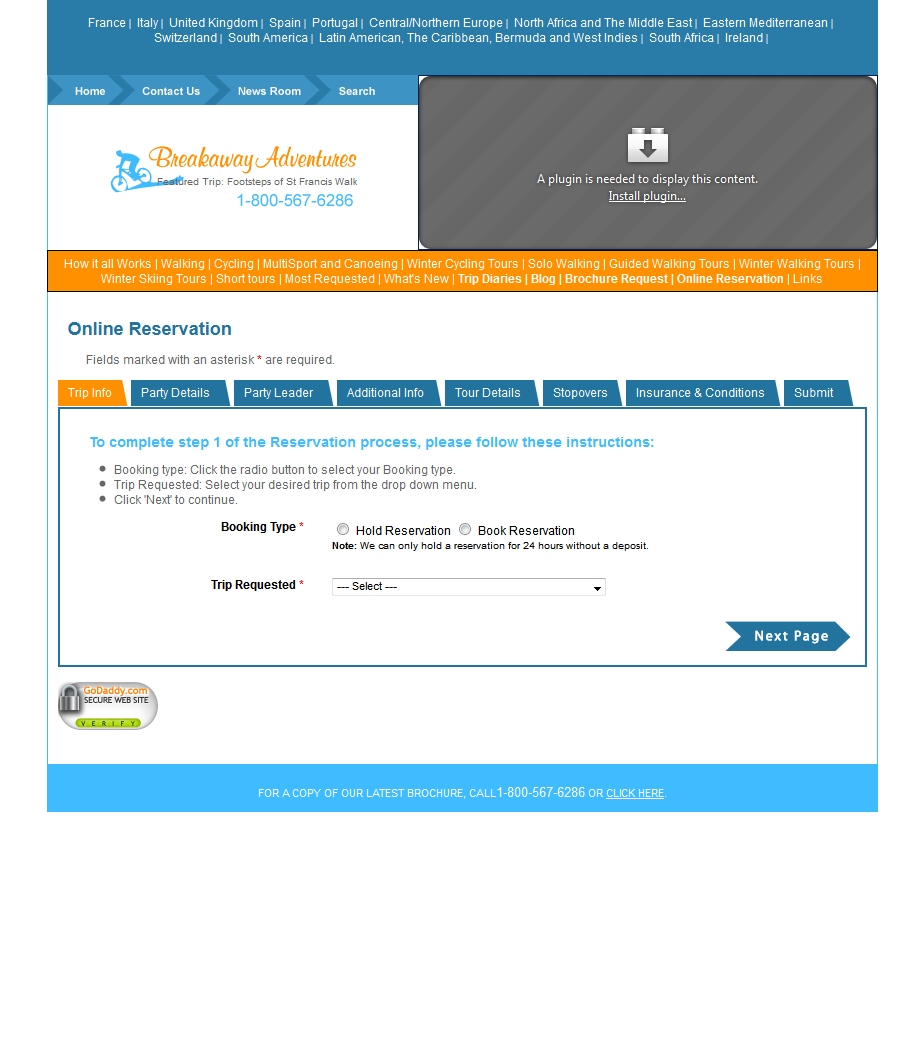 France | Italy | United Kingdom | Spain | Portugal | Central/Northern Europe | North Africa and The Middle East | Eastern Mediterranean |
Switzerland | South America | Latin American, The Caribbean, Bermuda and West Indies | South Africa | Ireland |
Home Contact Us News Room Search
Breakaway Adventures
Featured Trip: Footsteps of St Francis Walk
1-800-567-6286
A plugin is needed to display this content.
Install plugin...
How it all Works | Walking | Cycling | MultiSport and Canoeing | Winter Cycling Tours | Solo Walking | Guided Walking Tours | Winter Walking Tours |
Winter Skiing Tours | Short tours | Most Requested | What's New | Trip Diaries | Blog | Brochure Request | Online Reservation | Links
Online Reservation
Fields marked with an asterisk * are required.
Trip Info Party Details Party Leader Additional Info Tour Details Stopovers Insurance & Conditions Submit
To complete step 1 of the Reservation process, please follow these instructions:
• Booking type: Click the radio button to select your Booking type.
• Trip Requested: Select your desired trip from the drop down menu.
• Click 'Next' to continue.
Booking Type * Hold Reservation Book Reservation
Note: We can only hold a reservation for 24 hours without a deposit.
Trip Requested * --- Select ---
Next Page
GoDaddy.com
SECURE WEB SITE
VERIFY
FOR A COPY OF OUR LATEST BROCHURE, CALL1-800-567-6286 OR CLICK HERE.